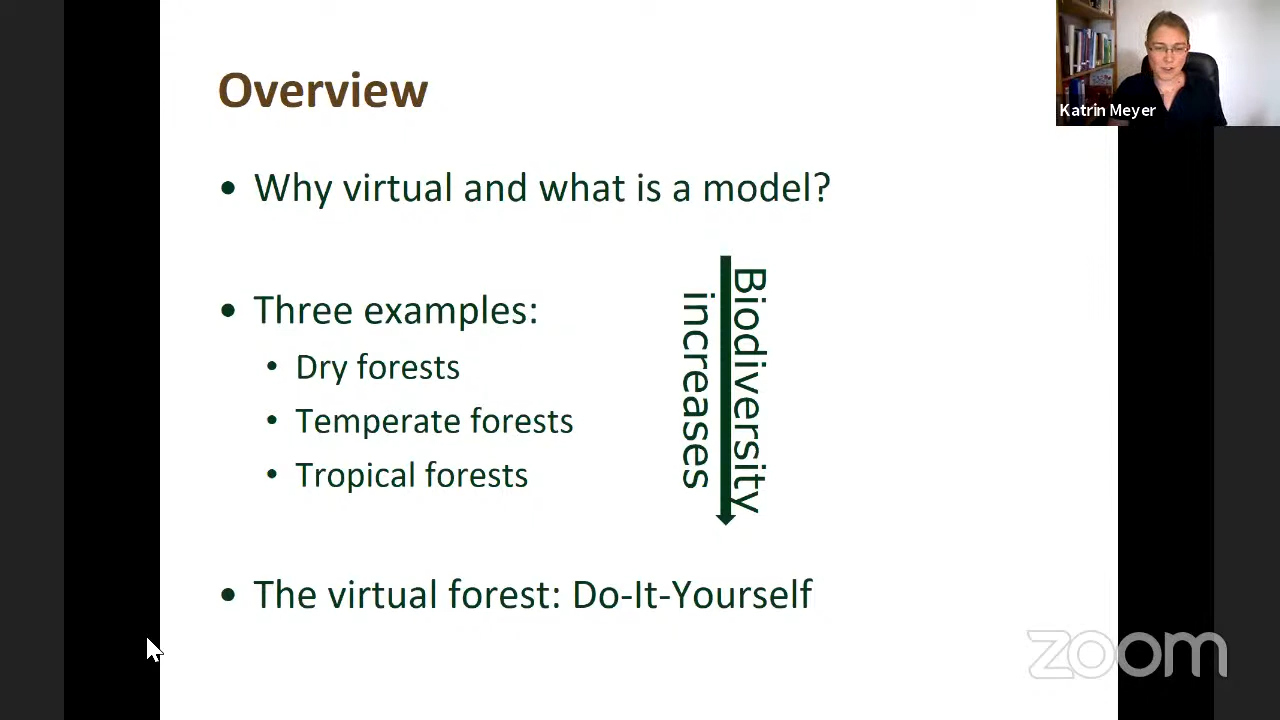 Overview
Katrin Meyer
• Why virtual and what is a model?
• Three examples:
• Dry forests
• Temperate forests
• Tropical forests
Biodiversity
increases
• The virtual forest: Do-It-Yourself
zoom